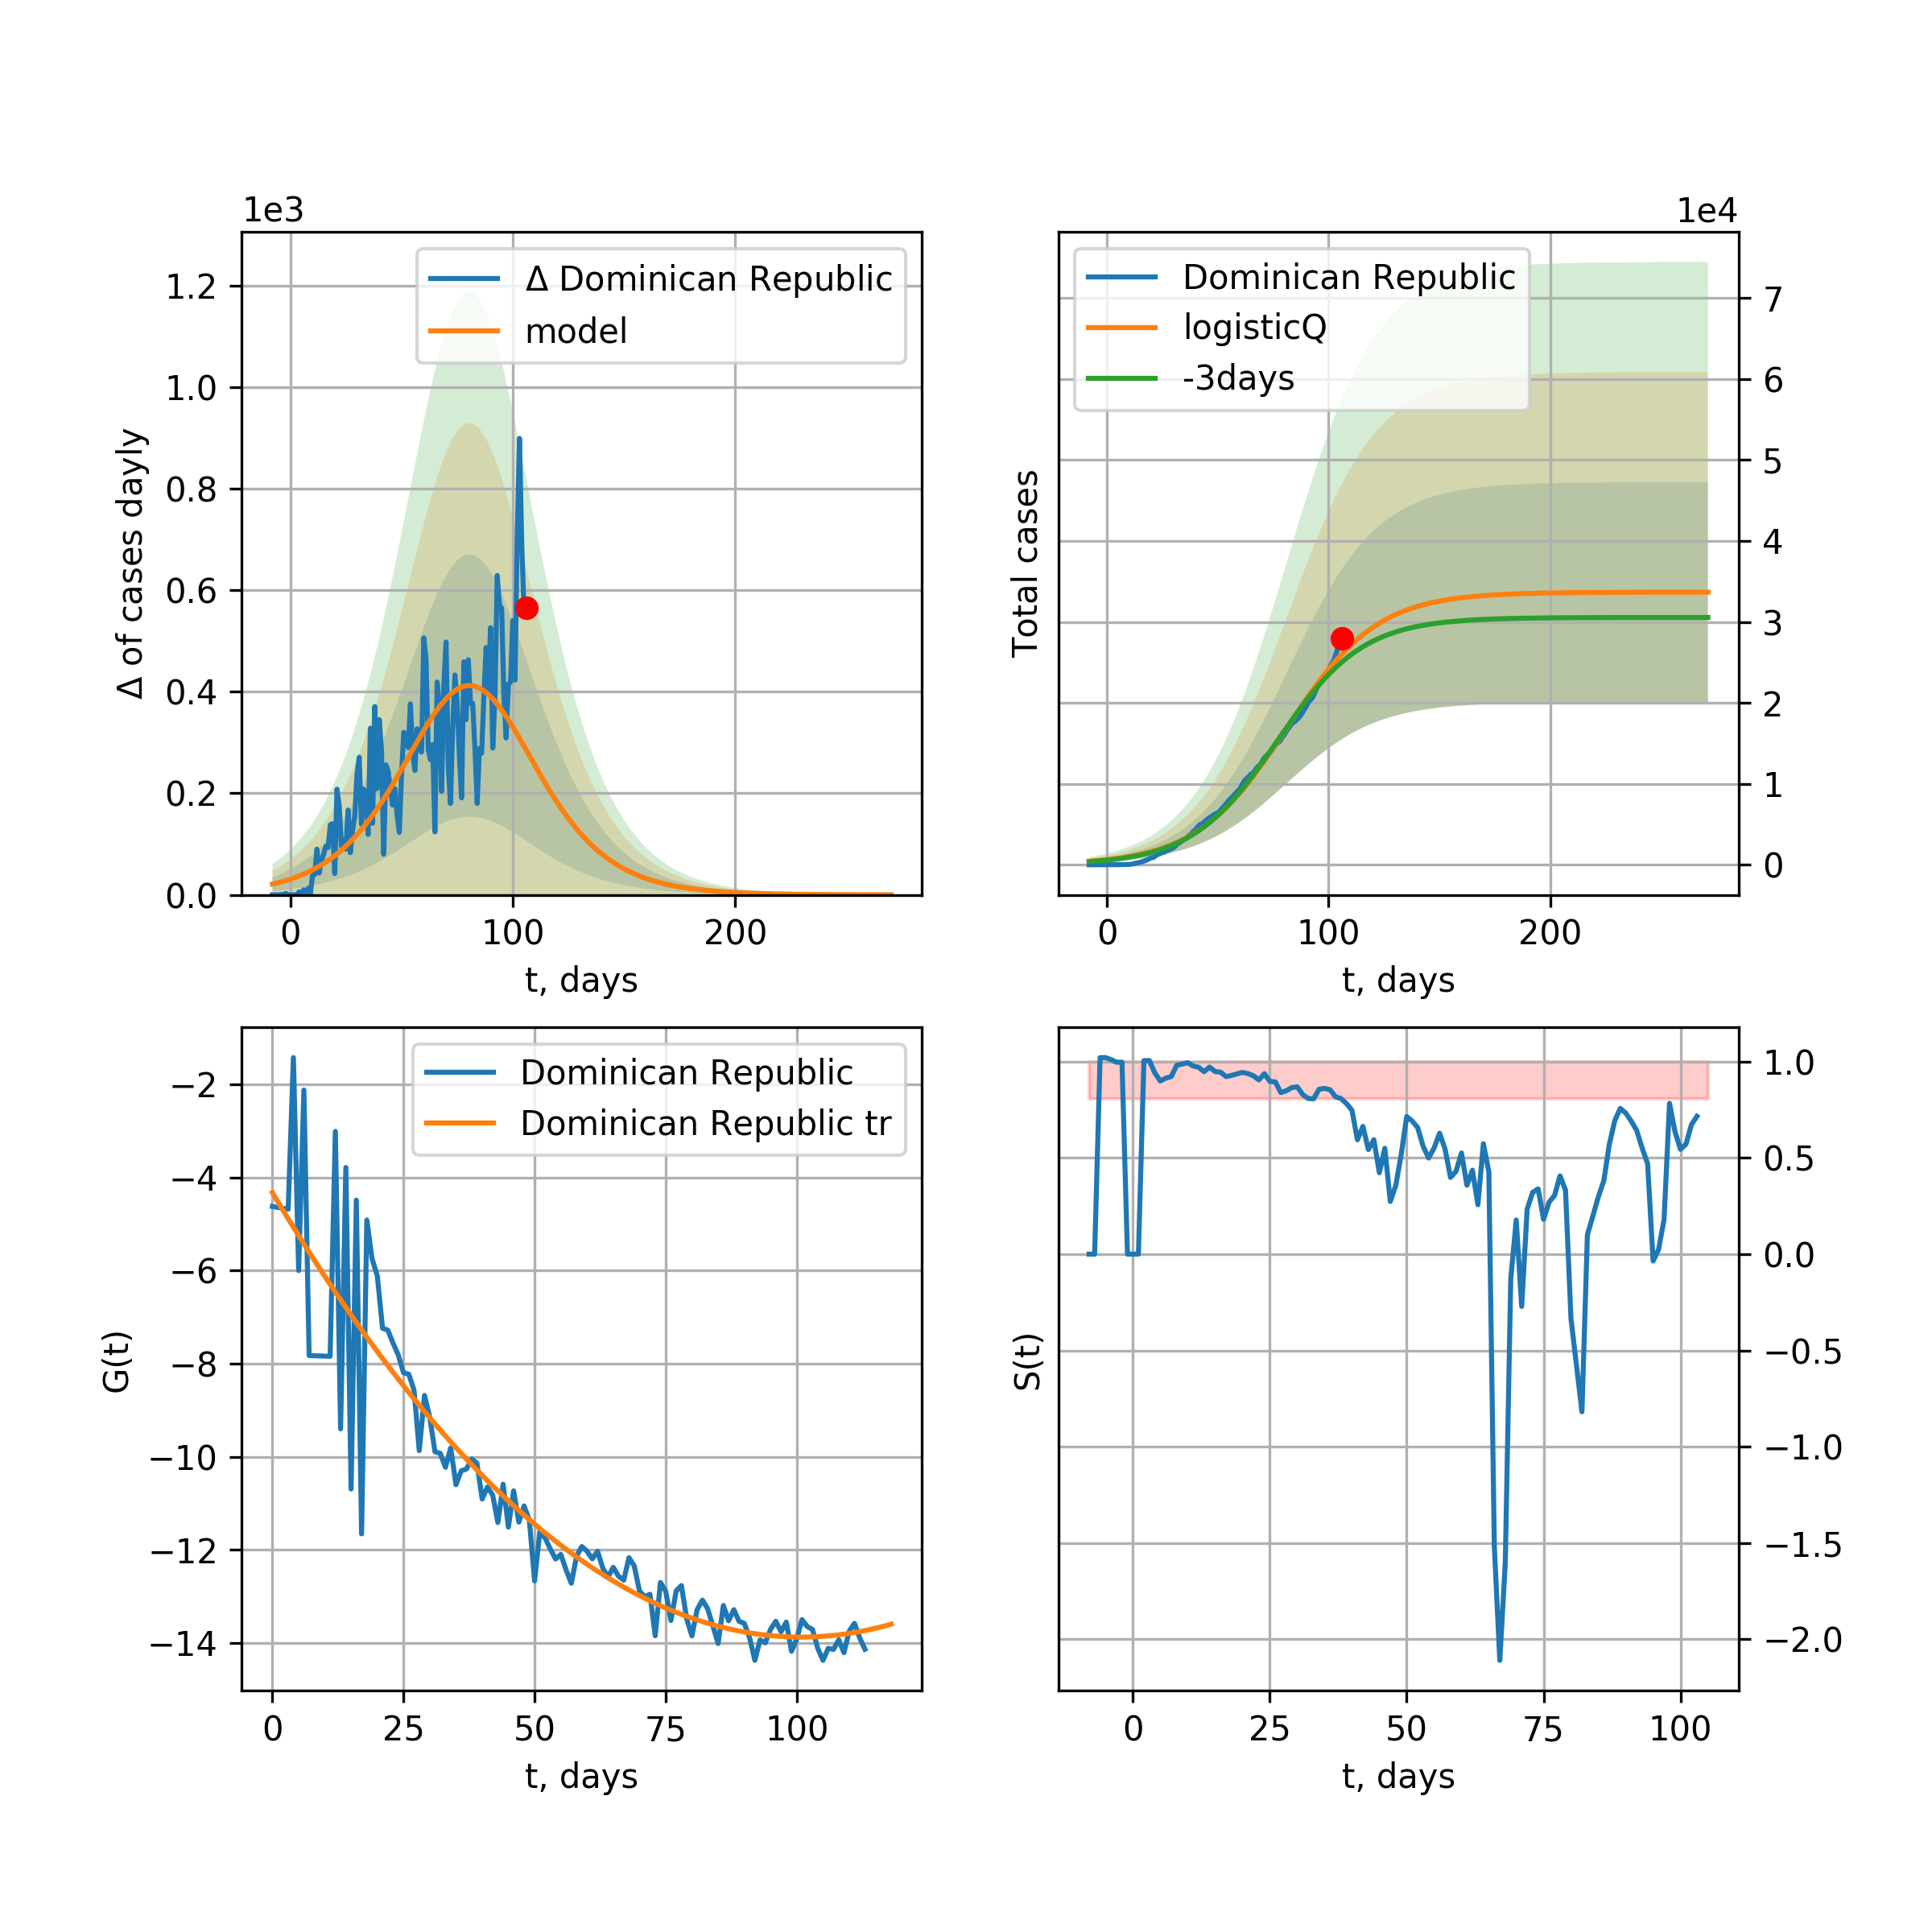 1e3
Δ Dominican Republic
model
1.2
1.0
0.8
0.6
0.4
0.2
0.0
Δ of cases dayly
0 100 200
t, days
1e4
Dominican Republic
logisticQ
-3days
7
6
5
4
3
2
1
0
Total cases
0 100 200
t, days
Dominican Republic
Dominican Republic tr
−2
−4
−6
−8
−10
−12
−14
G(t)
0 25 50 75 100
t, days
1.0
0.5
0.0
−0.5
−1.0
−1.5
−2.0
S(t)
0 25 50 75 100
t, days